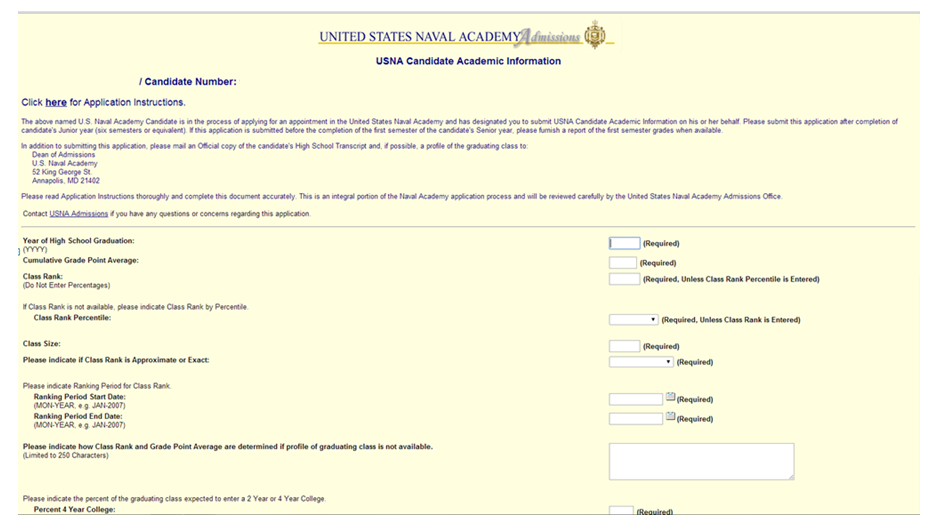 UNITED STATES NAVAL ACADEMY Admissions
USNA Candidate Academic Information
/ Candidate Number:
Click here for Application Instructions.
The above named U.S. Naval Academy Candidate is in the process of applying for an appointment in the United States Naval Academy and has designated you to submit USNA Candidate Academic Information on his or her behalf. Please submit this application after completion of
candidate's Junior year (six semesters or equivalent). If this application is submitted before the completion of the first semester of the candidate's Senior year, please furnish a report of the first semester grades when available.
In addition to submitting this application, please mail an Official copy of the candidate's High School Transcript and, if possible, a profile of the graduating class to:
Dean of Admissions
U.S. Naval Academy
52 King George St.
Annapolis, MD 21402
Please read Application Instructions thoroughly and complete this document accurately. This is an integral portion of the Naval Academy application process and will be reviewed carefully by the United States Naval Academy Admissions Office.
Contact USNA Admissions if you have any questions or concerns regarding this application.
Year of High School Graduation: (Required)
(YYYY)
Cumulative Grade Point Average: (Required)
Class Rank: (Required, Unless Class Rank Percentile is Entered)
(Do Not Enter Percentages)
If Class Rank is not available, please indicate Class Rank by Percentile.
Class Rank Percentile: (Required, Unless Class Rank is Entered)
Class Size: (Required)
Please indicate if Class Rank is Approximate or Exact: (Required)
Please indicate Ranking Period for Class Rank.
Ranking Period Start Date: (Required)
(MON-YEAR, e.g. JAN-2007)
Ranking Period End Date: (Required)
(MON-YEAR, e.g. JAN-2007)
Please indicate how Class Rank and Grade Point Average are determined if profile of graduating class is not available.
(Limited to 250 Characters)
Please indicate the percent of the graduating class expected to enter a 2 Year or 4 Year College.
Percent 4 Year College: (Required)